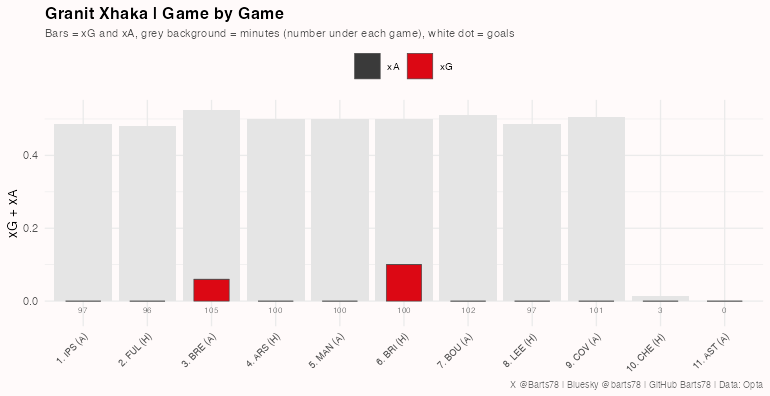 Granit Xhaka | Game by Game
Bars = xG and xA, grey background = minutes (number under each game), white dot = goals
xA xG
xG + xA
0.4
0.2
0.0
97 96 105 100 100 100 102 97 101 3 0
1. IPS (A) 2. FUL (H) 3. BRE (A) 4. ARS (H) 5. MAN (A) 6. BRI (H) 7. BOU (A) 8. LEE (H) 9. COV (A) 10. CHE (H) 11. AST (A)
X @Barts78 | Bluesky @barts78 | GitHub Barts78 | Data: Opta